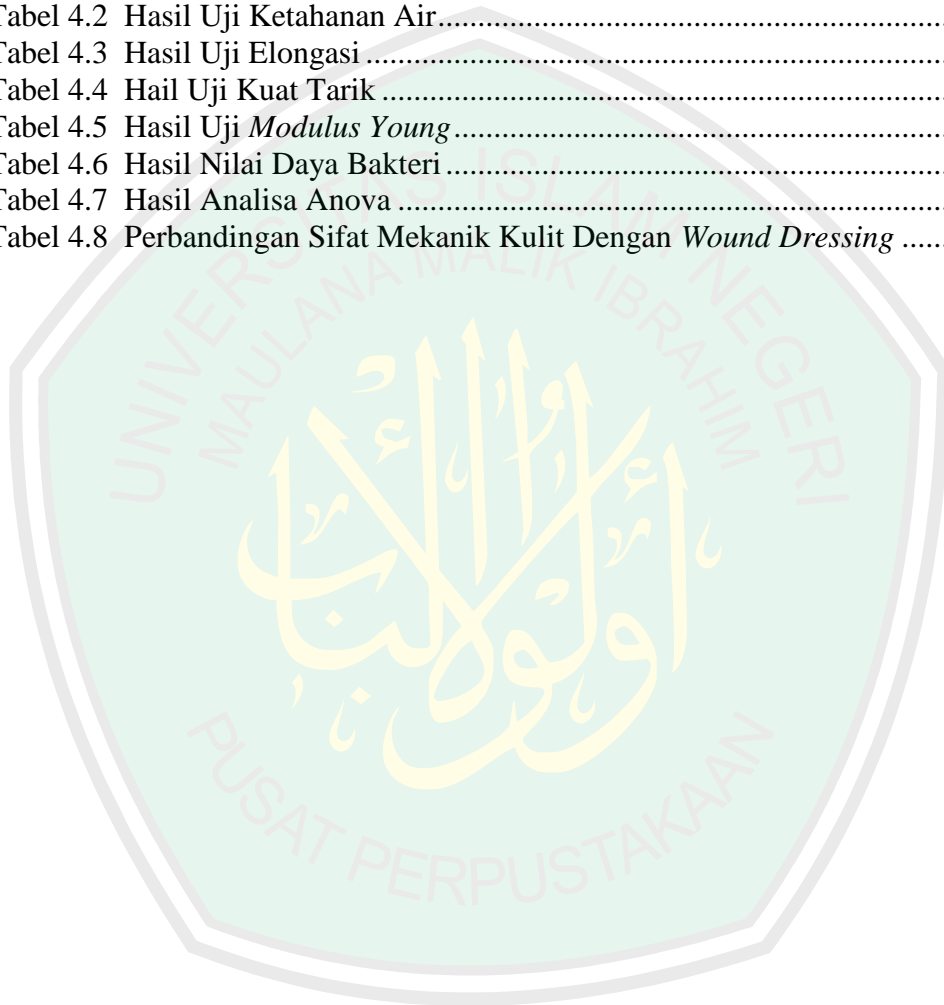 Tabel 4.2 Hasil Uji Ketahanan Air........................................................................
Tabel 4.3 Hasil Uji Elongasi..................................................................................
Tabel 4.4 Hail Uji Kuat Tarik................................................................................
Tabel 4.5 Hasil Uji Modulus Young......................................................................
Tabel 4.6 Hasil Nilai Daya Bakteri.......................................................................
Tabel 4.7 Hasil Analisa Anova..............................................................................
Tabel 4.8 Perbandingan Sifat Mekanik Kulit Dengan Wound Dressing......
UNIVERSITAS ISLAM NEGERI
MAULANA MALIK IBRAHIM
أولوا الألباب
PUSAT PERPUSTAKAAN